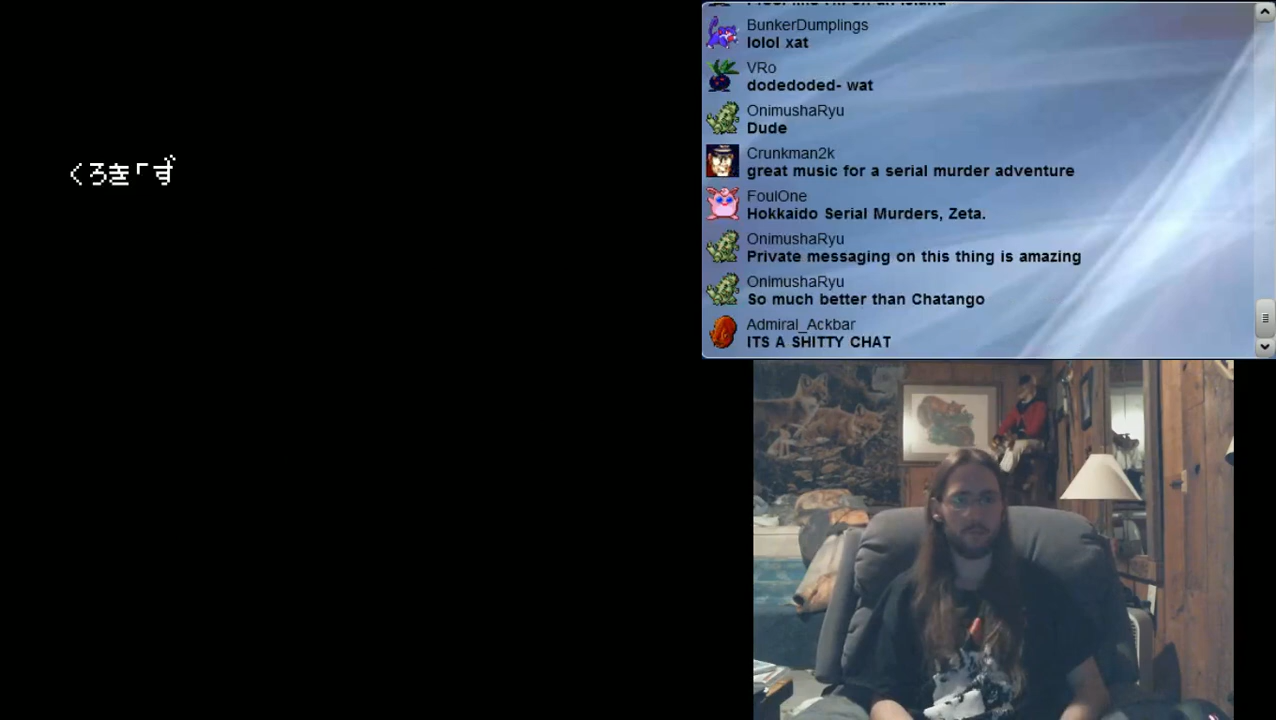 くろき「ず
BunkerDumplings
lolol xat
VRo
dodedoded- wat
OnimushaRyu
Dude
Crunkman2k
great music for a serial murder adventure
FoulOne
Hokkaido Serial Murders, Zeta.
OnimushaRyu
Private messaging on this thing is amazing
OnimushaRyu
So much better than Chatango
Admiral_Ackbar
ITS A SHITTY CHAT